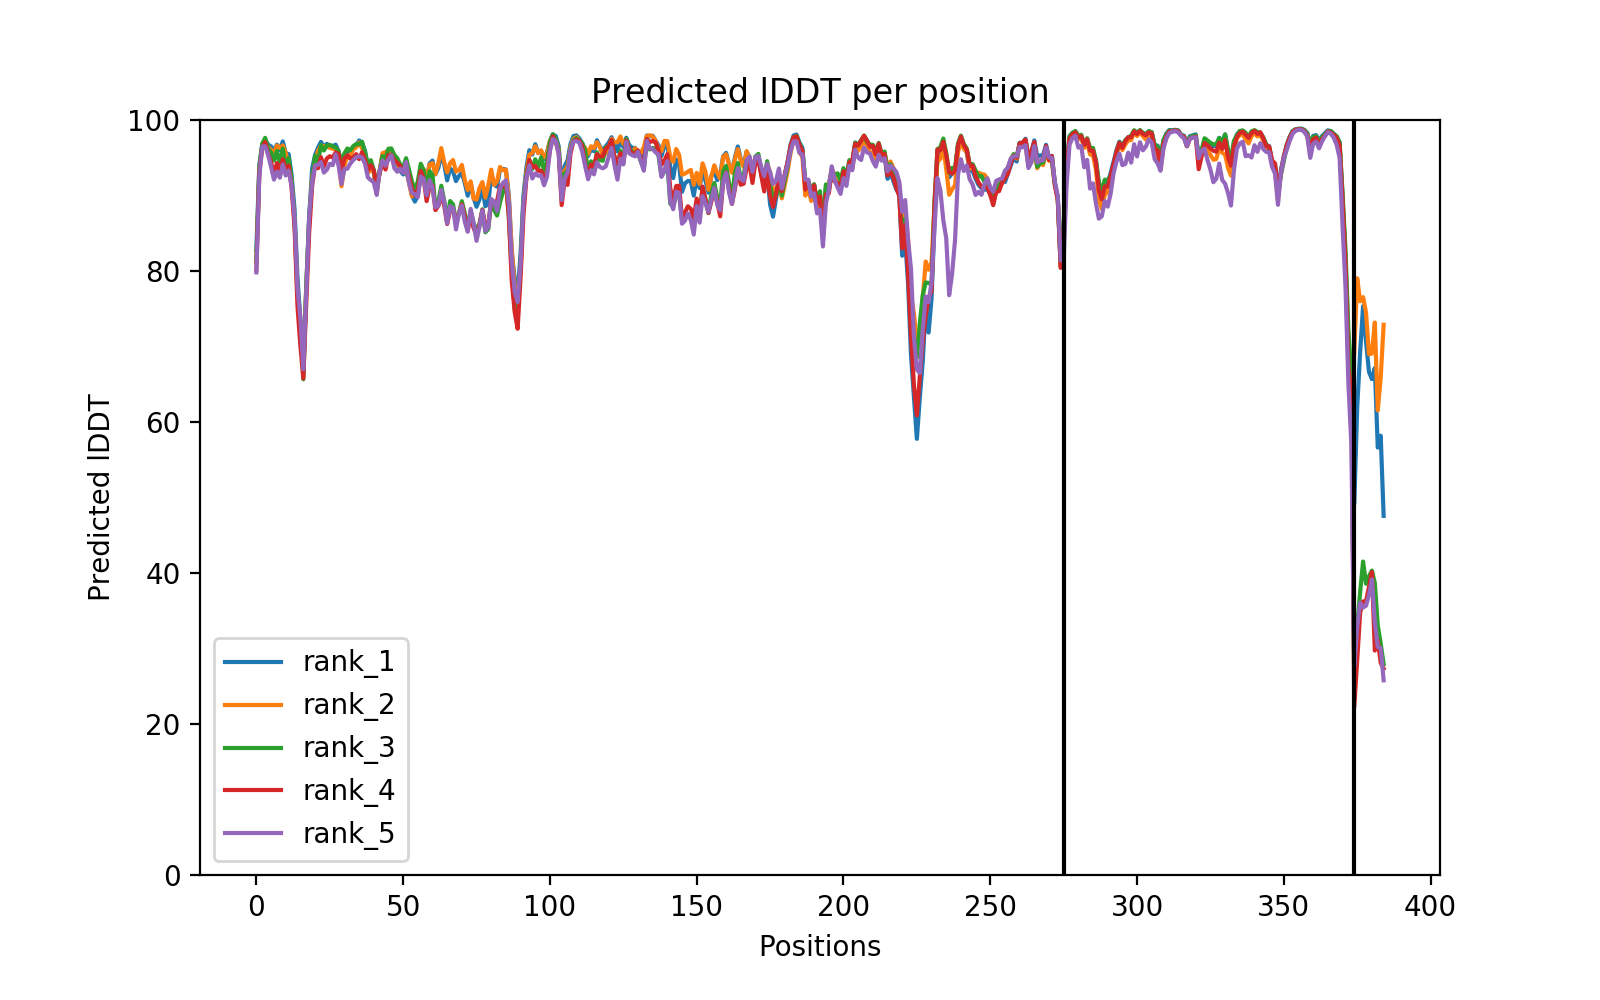 Predicted lDDT per position
100
80
60
40
20
0
Predicted lDDT
rank_1
rank_2
rank_3
rank_4
rank_5
0 50 100 150 200 250 300 350 400
Positions